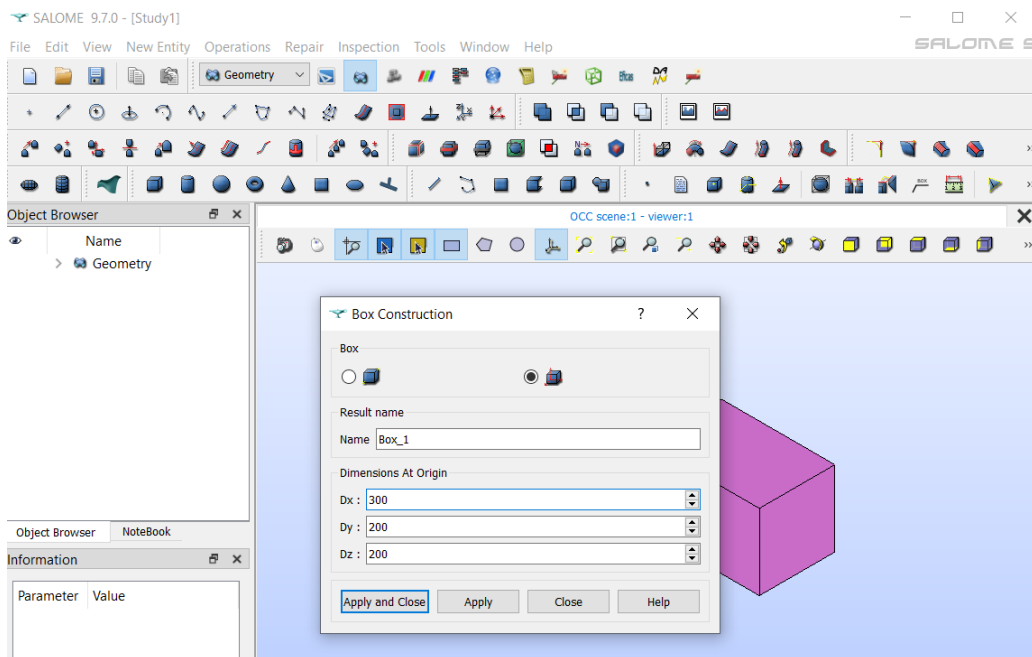 SALOME 9.7.0 - [Study1]
File Edit View New Entity Operations Repair Inspection Tools Window Help
SALOME S
Geometry
Object Browser
OCC scene:1 - viewer:1
Name
Geometry
Box Construction
?
Box
Result name
Name Box_1
Dimensions At Origin
Dx : 300
Dy : 200
Dz : 200
Object Browser NoteBook
Information
Parameter Value
Apply and Close Apply Close Help